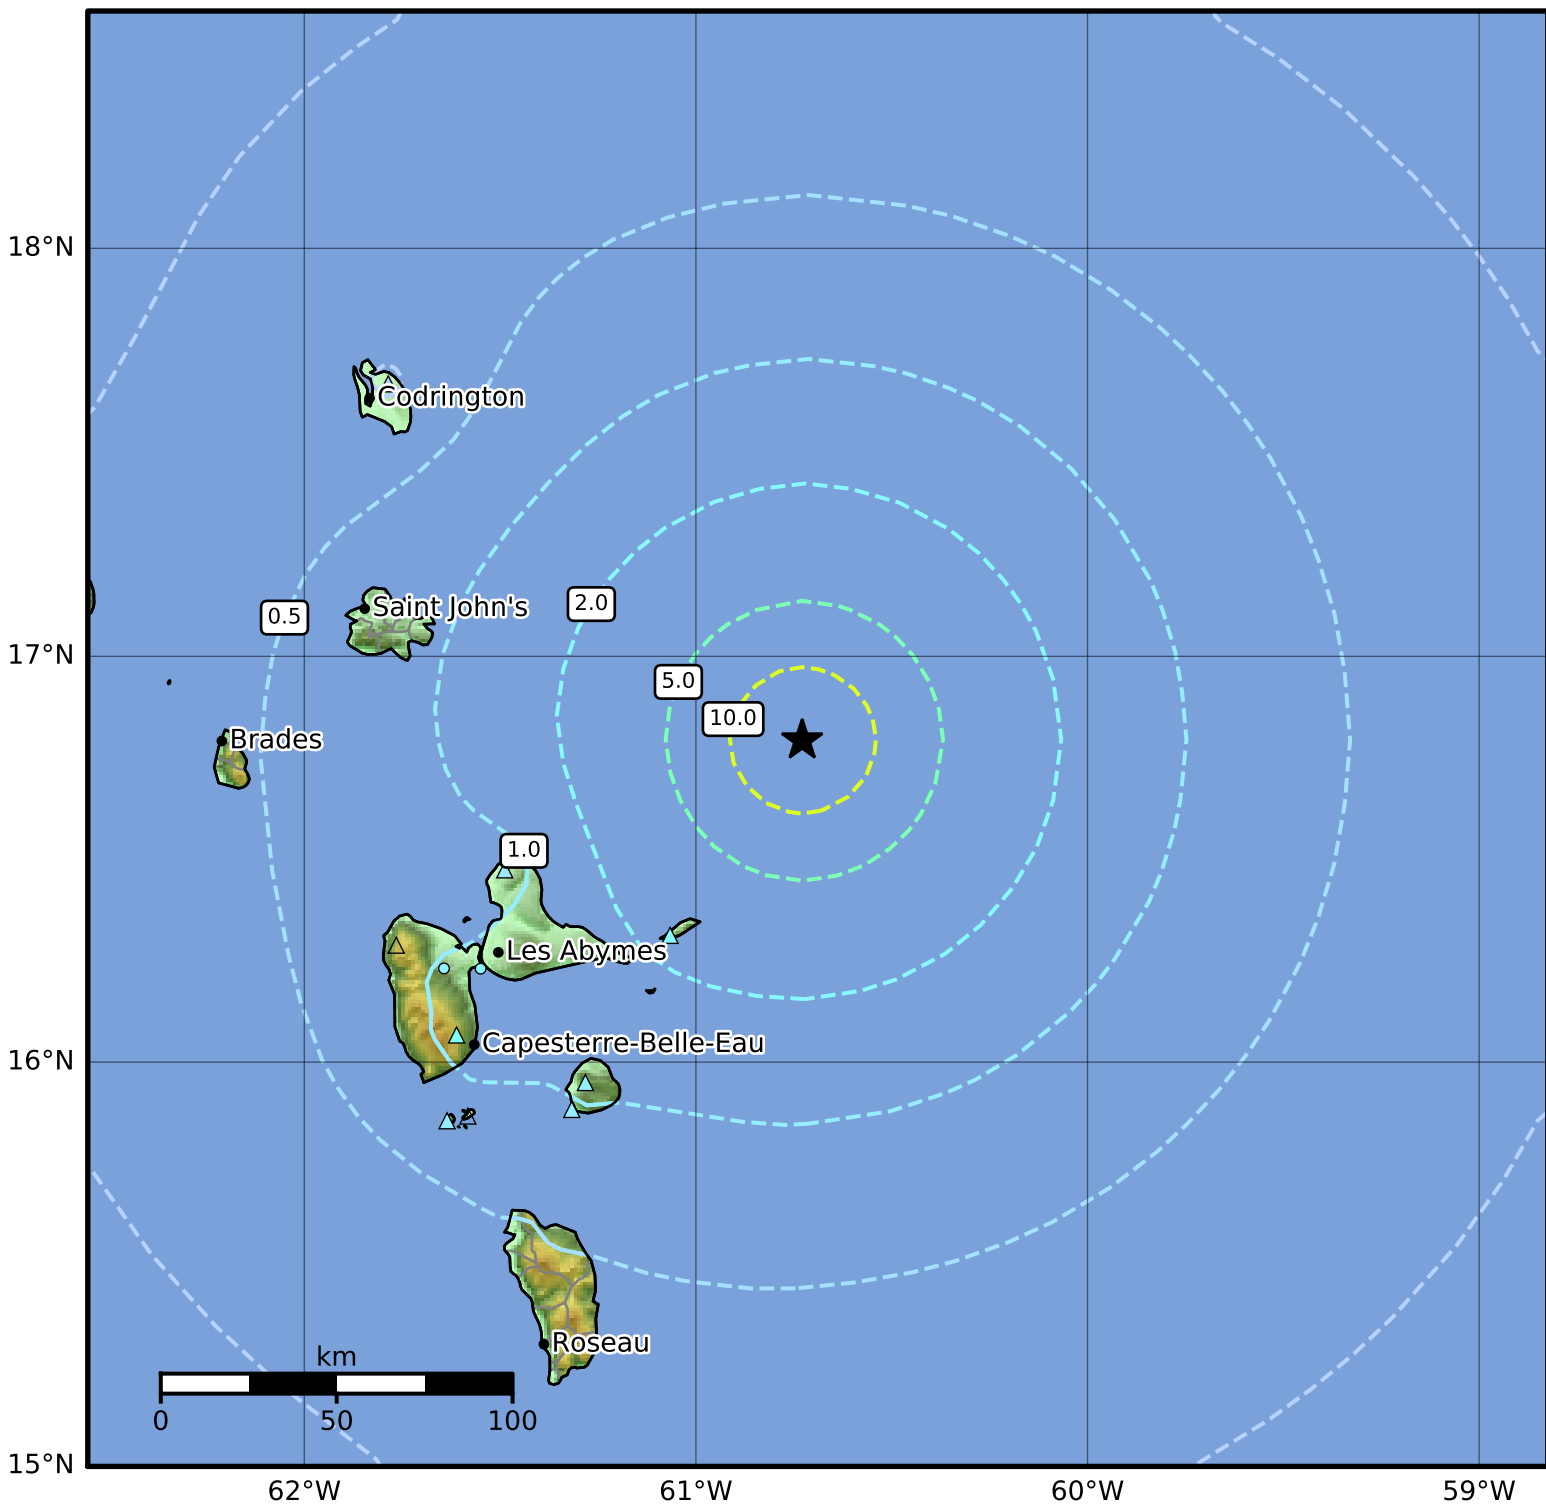 18°N
Codrington
0.5
Saint John's
2.0
17°N
5.0
10.0
Brades
1.0
Les Abymes
Capesterre-Belle-Eau
16°N
Roseau
km
0 50 100
15°N
62°W 61°W 60°W 59°W